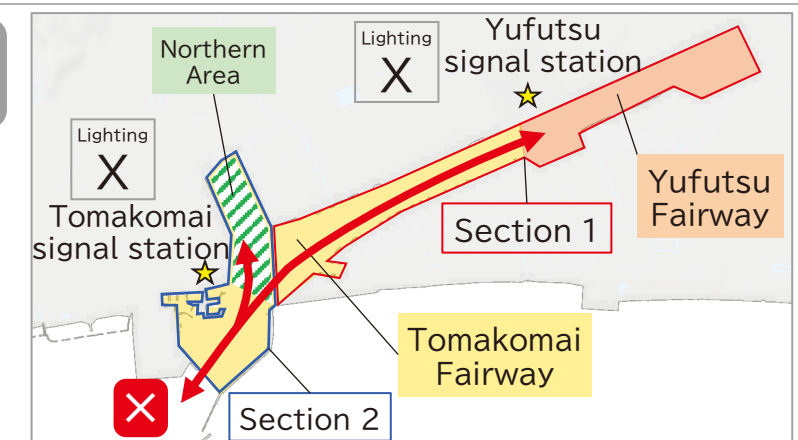 Northern
Area
Lighting
X
Yufutsu
signal station
Lighting
X
Tomakomai
signal station
Section 1
Yufutsu
Fairway
Tomakomai
Fairway
Section 2